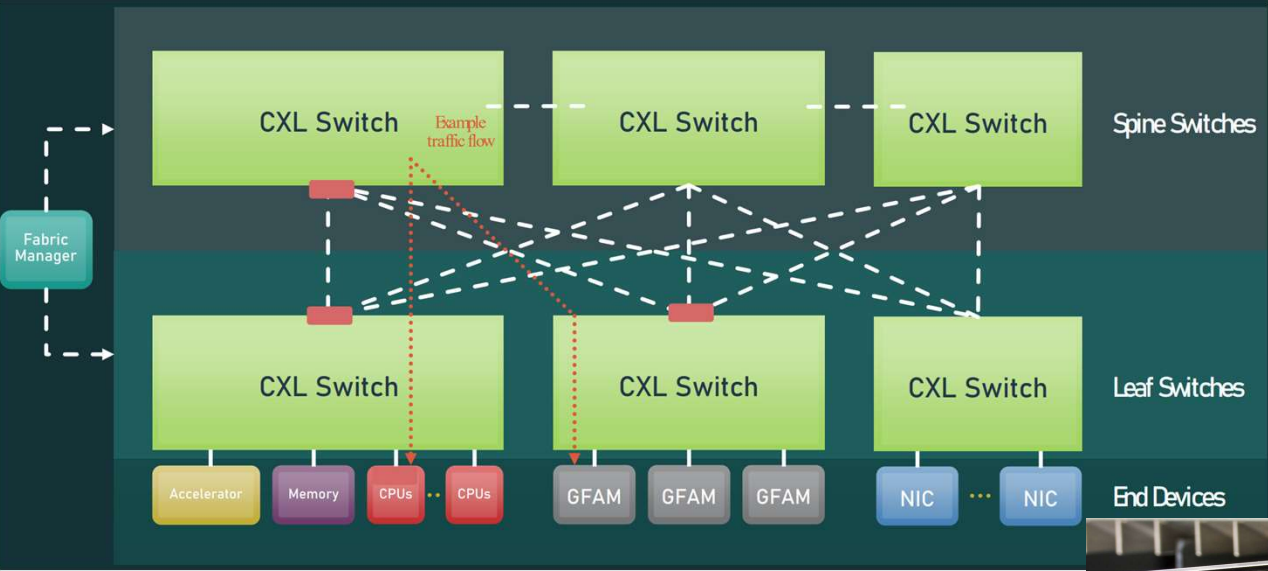 CXL Switch
Example
traffic flow
CXL Switch
CXL Switch
Spine Switches
Fabric
Manager
CXL Switch
CXL Switch
CXL Switch
Leaf Switches
Accelerator
Memory
CPUs
CPUs
GFAM
GFAM
GFAM
NIC
NIC
End Devices